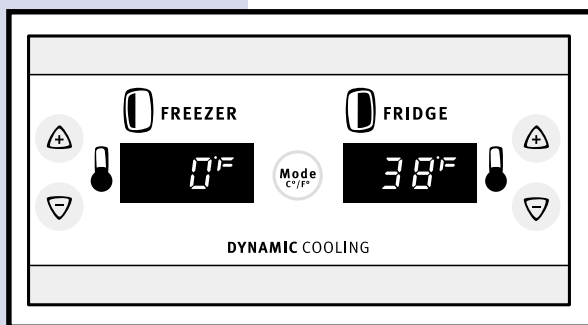 FREEZER
FRIDGE
+
+
0°F
Mode
C°/F°
38°F
−
−
DYNAMIC COOLING